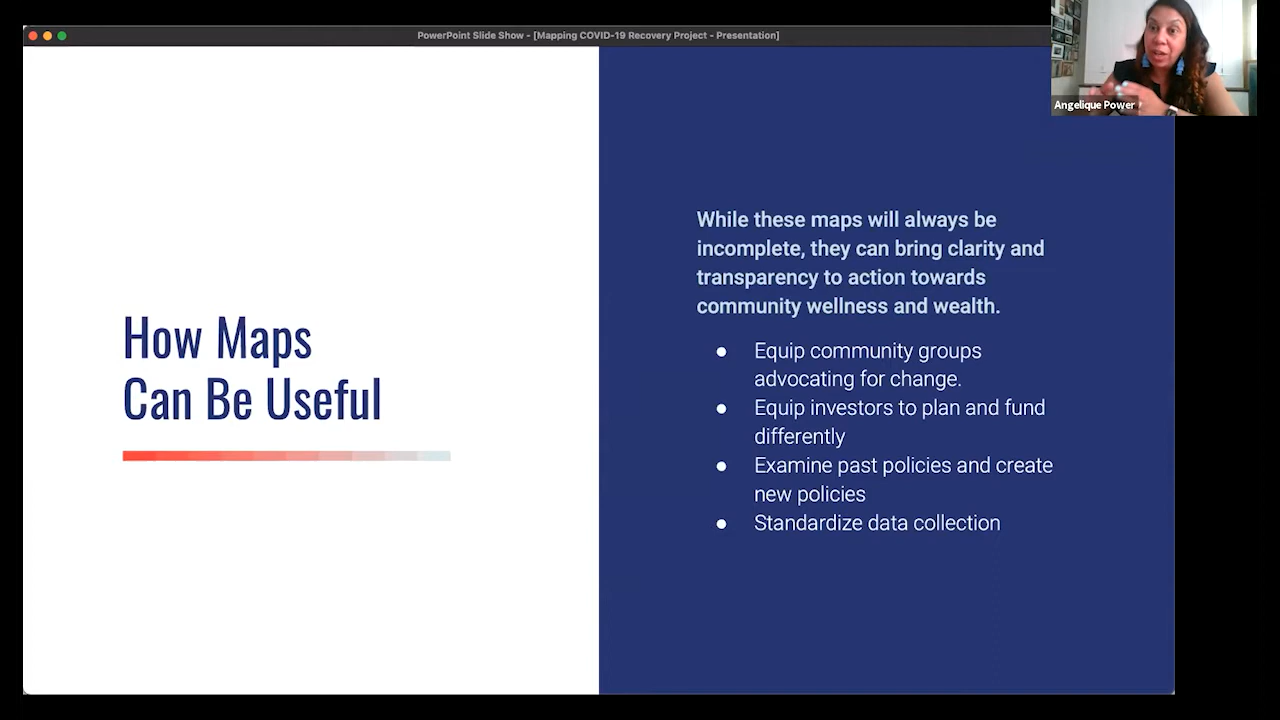 PowerPoint Slide Show - [Mapping COVID-19 Recovery Project - Presentation]
Angelique Power
How Maps
Can Be Useful
While these maps will always be
incomplete, they can bring clarity and
transparency to action towards
community wellness and wealth.
● Equip community groups
advocating for change.
● Equip investors to plan and fund
differently
● Examine past policies and create
new policies
● Standardize data collection